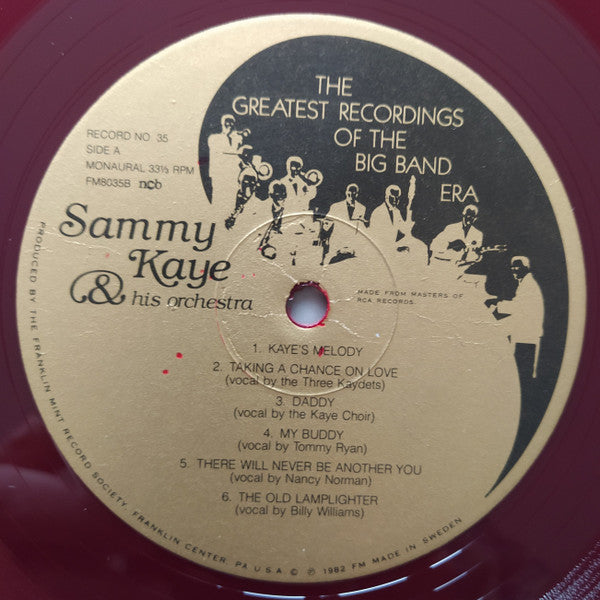 THE
GREATEST RECORDINGS
OF THE
BIG BAND
ERA
RECORD NO. 35
SIDE A
MONAURAL 33⅓ RPM
FM8035B ncb
Sammy
Kaye
& his orchestra
MADE FROM MASTERS OF
RCA RECORDS.
1. KAYE'S MELODY
2. TAKING A CHANCE ON LOVE
(vocal by the Three Kaydets)
3. DADDY
(vocal by the Kaye Choir)
4. MY BUDDY
(vocal by Tommy Ryan)
5. THERE WILL NEVER BE ANOTHER YOU
(vocal by Nancy Norman)
6. THE OLD LAMPLIGHTER
(vocal by Billy Williams)
PRODUCED BY THE FRANKLIN MINT RECORD SOCIETY, FRANKLIN CENTER, PA U.S.A. © ℗ 1982 FM MADE IN SWEDEN